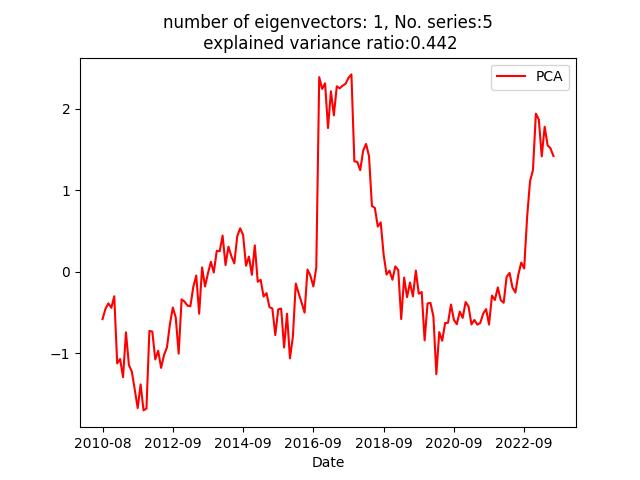 number of eigenvectors: 1, No. series:5
explained variance ratio:0.442
PCA
2
1
0
−1
2010-08 2012-09 2014-09 2016-09 2018-09 2020-09 2022-09
Date